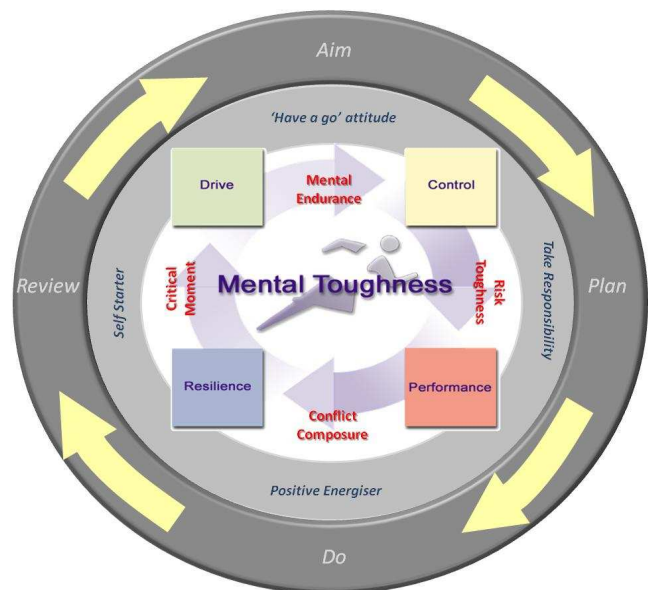 Aim
'Have a go' attitude
Drive
Mental
Endurance
Control
Review
Self Starter
Critical
Moment
Mental Toughness
Risk
Toughness
Take Responsibility
Plan
Resilience
Conflict
Composure
Performance
Positive Energiser
Do